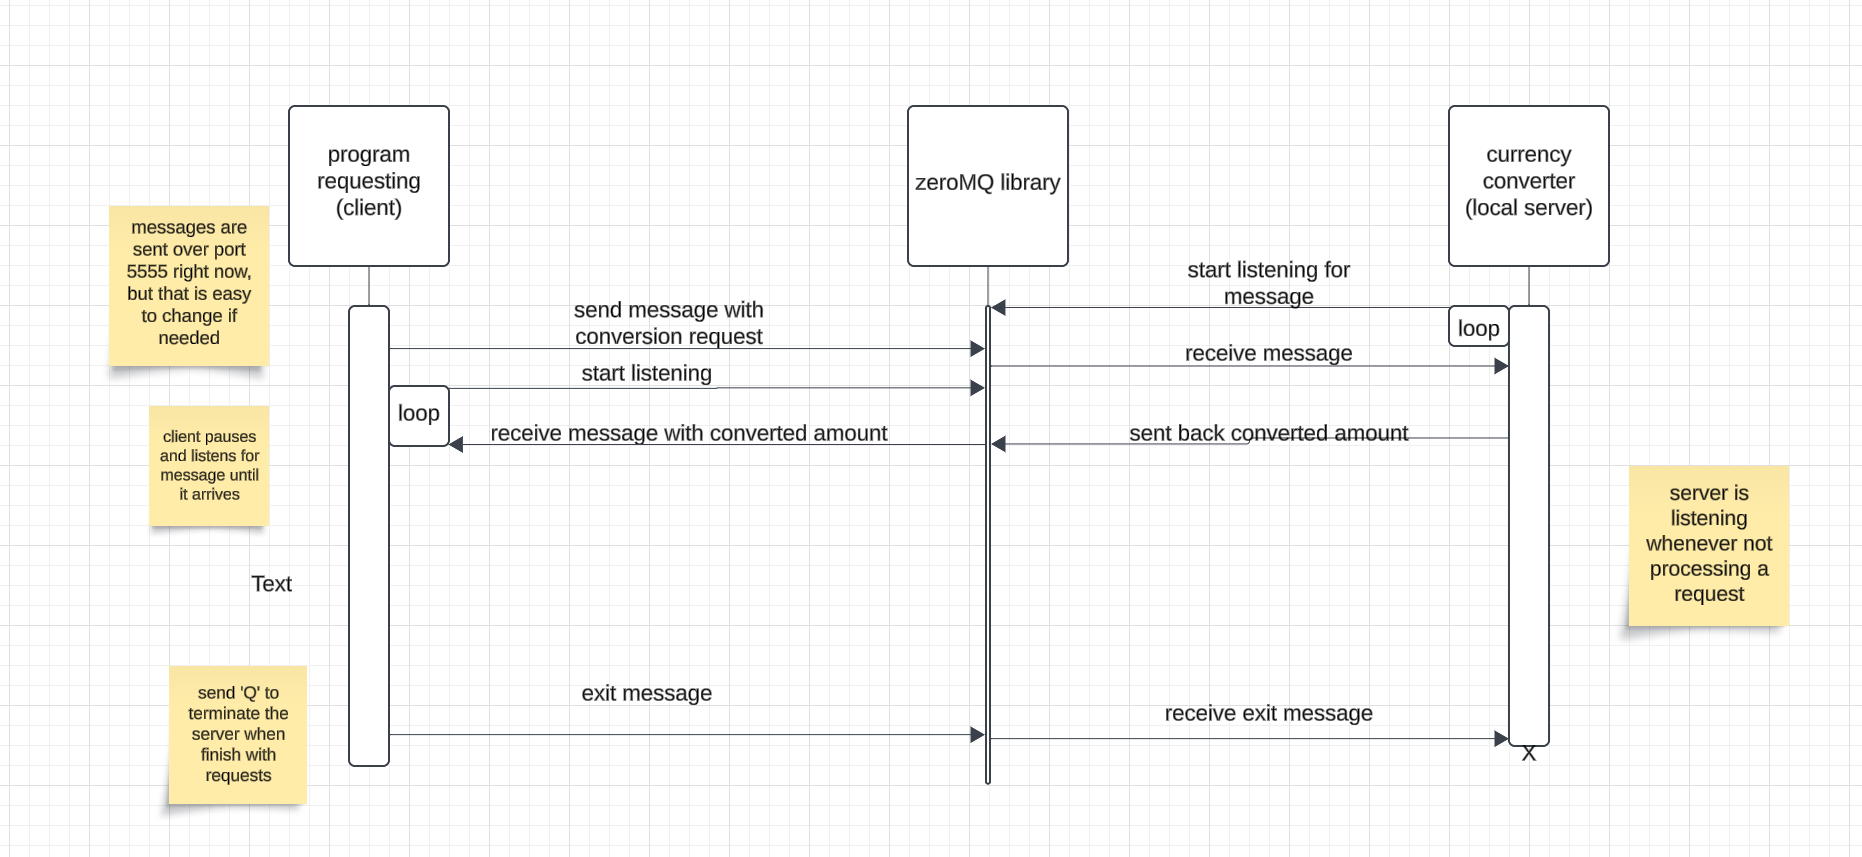 program
requesting
(client)
zeroMQ library
currency
converter
(local server)
messages are
sent over port
5555 right now,
but that is easy
to change if
needed
start listening for
message
send message with
conversion request
loop
receive message
start listening
loop
receive message with converted amount
sent back converted amount
client pauses
and listens for
message until
it arrives
server is
listening
whenever not
processing a
request
Text
send 'Q' to
terminate the
server when
finish with
requests
exit message
receive exit message
X